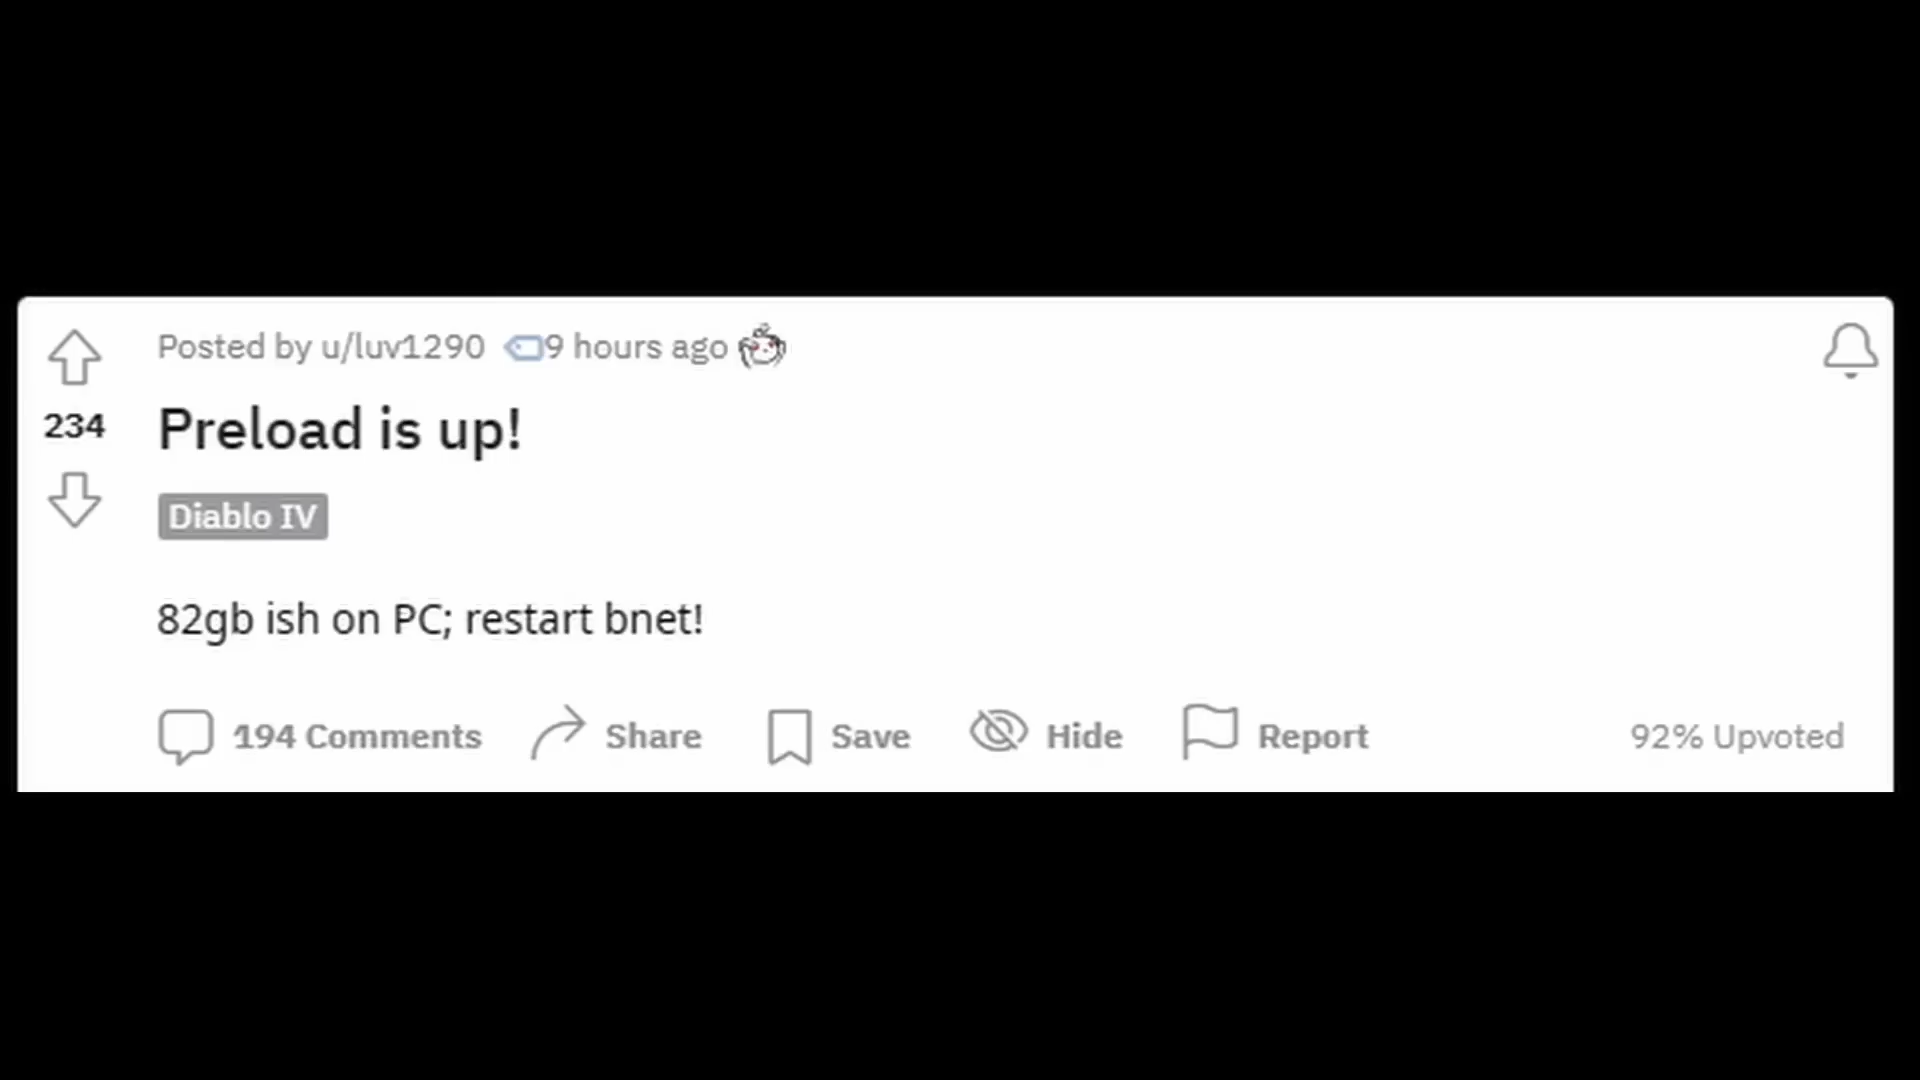 Posted by u/luv1290 9 hours ago
234
Preload is up!
Diablo IV
82gb ish on PC; restart bnet!
194 Comments Share Save Hide Report 92% Upvoted